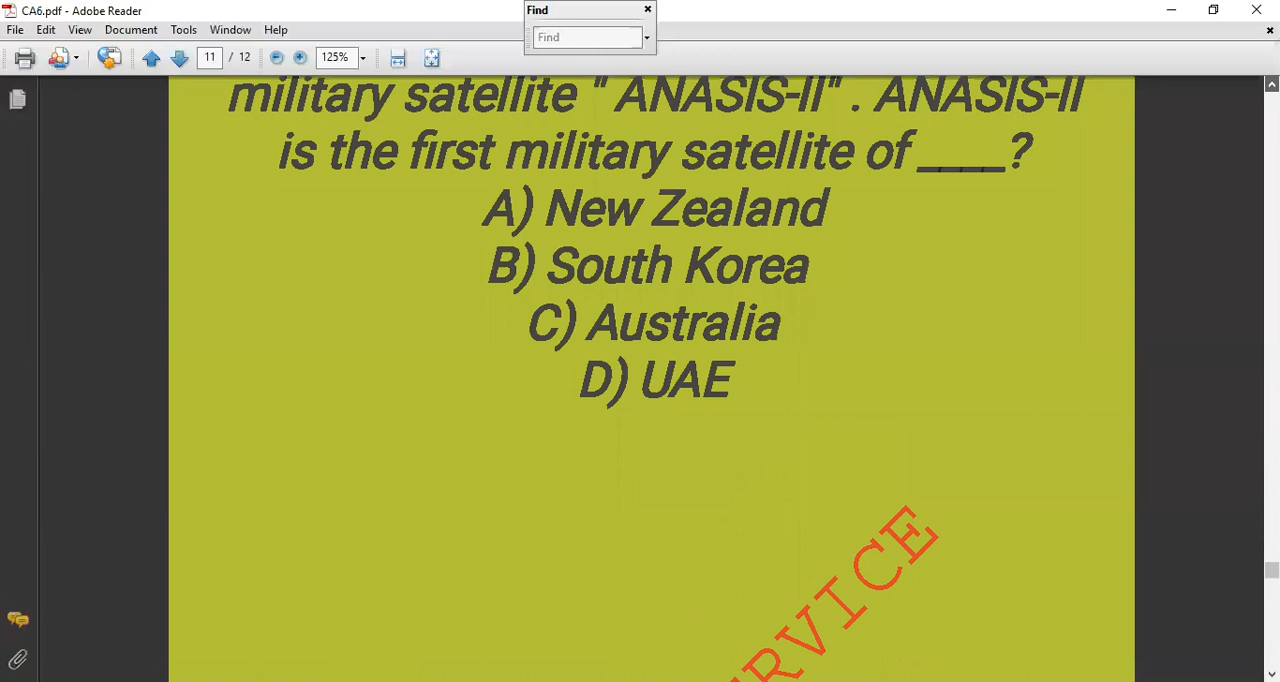 CA6.pdf - Adobe Reader
File Edit View Document Tools Window Help
Find
Find
11 / 12 125%
military satellite " ANASIS-II" . ANASIS-II
is the first military satellite of ____?
A) New Zealand
B) South Korea
C) Australia
D) UAE